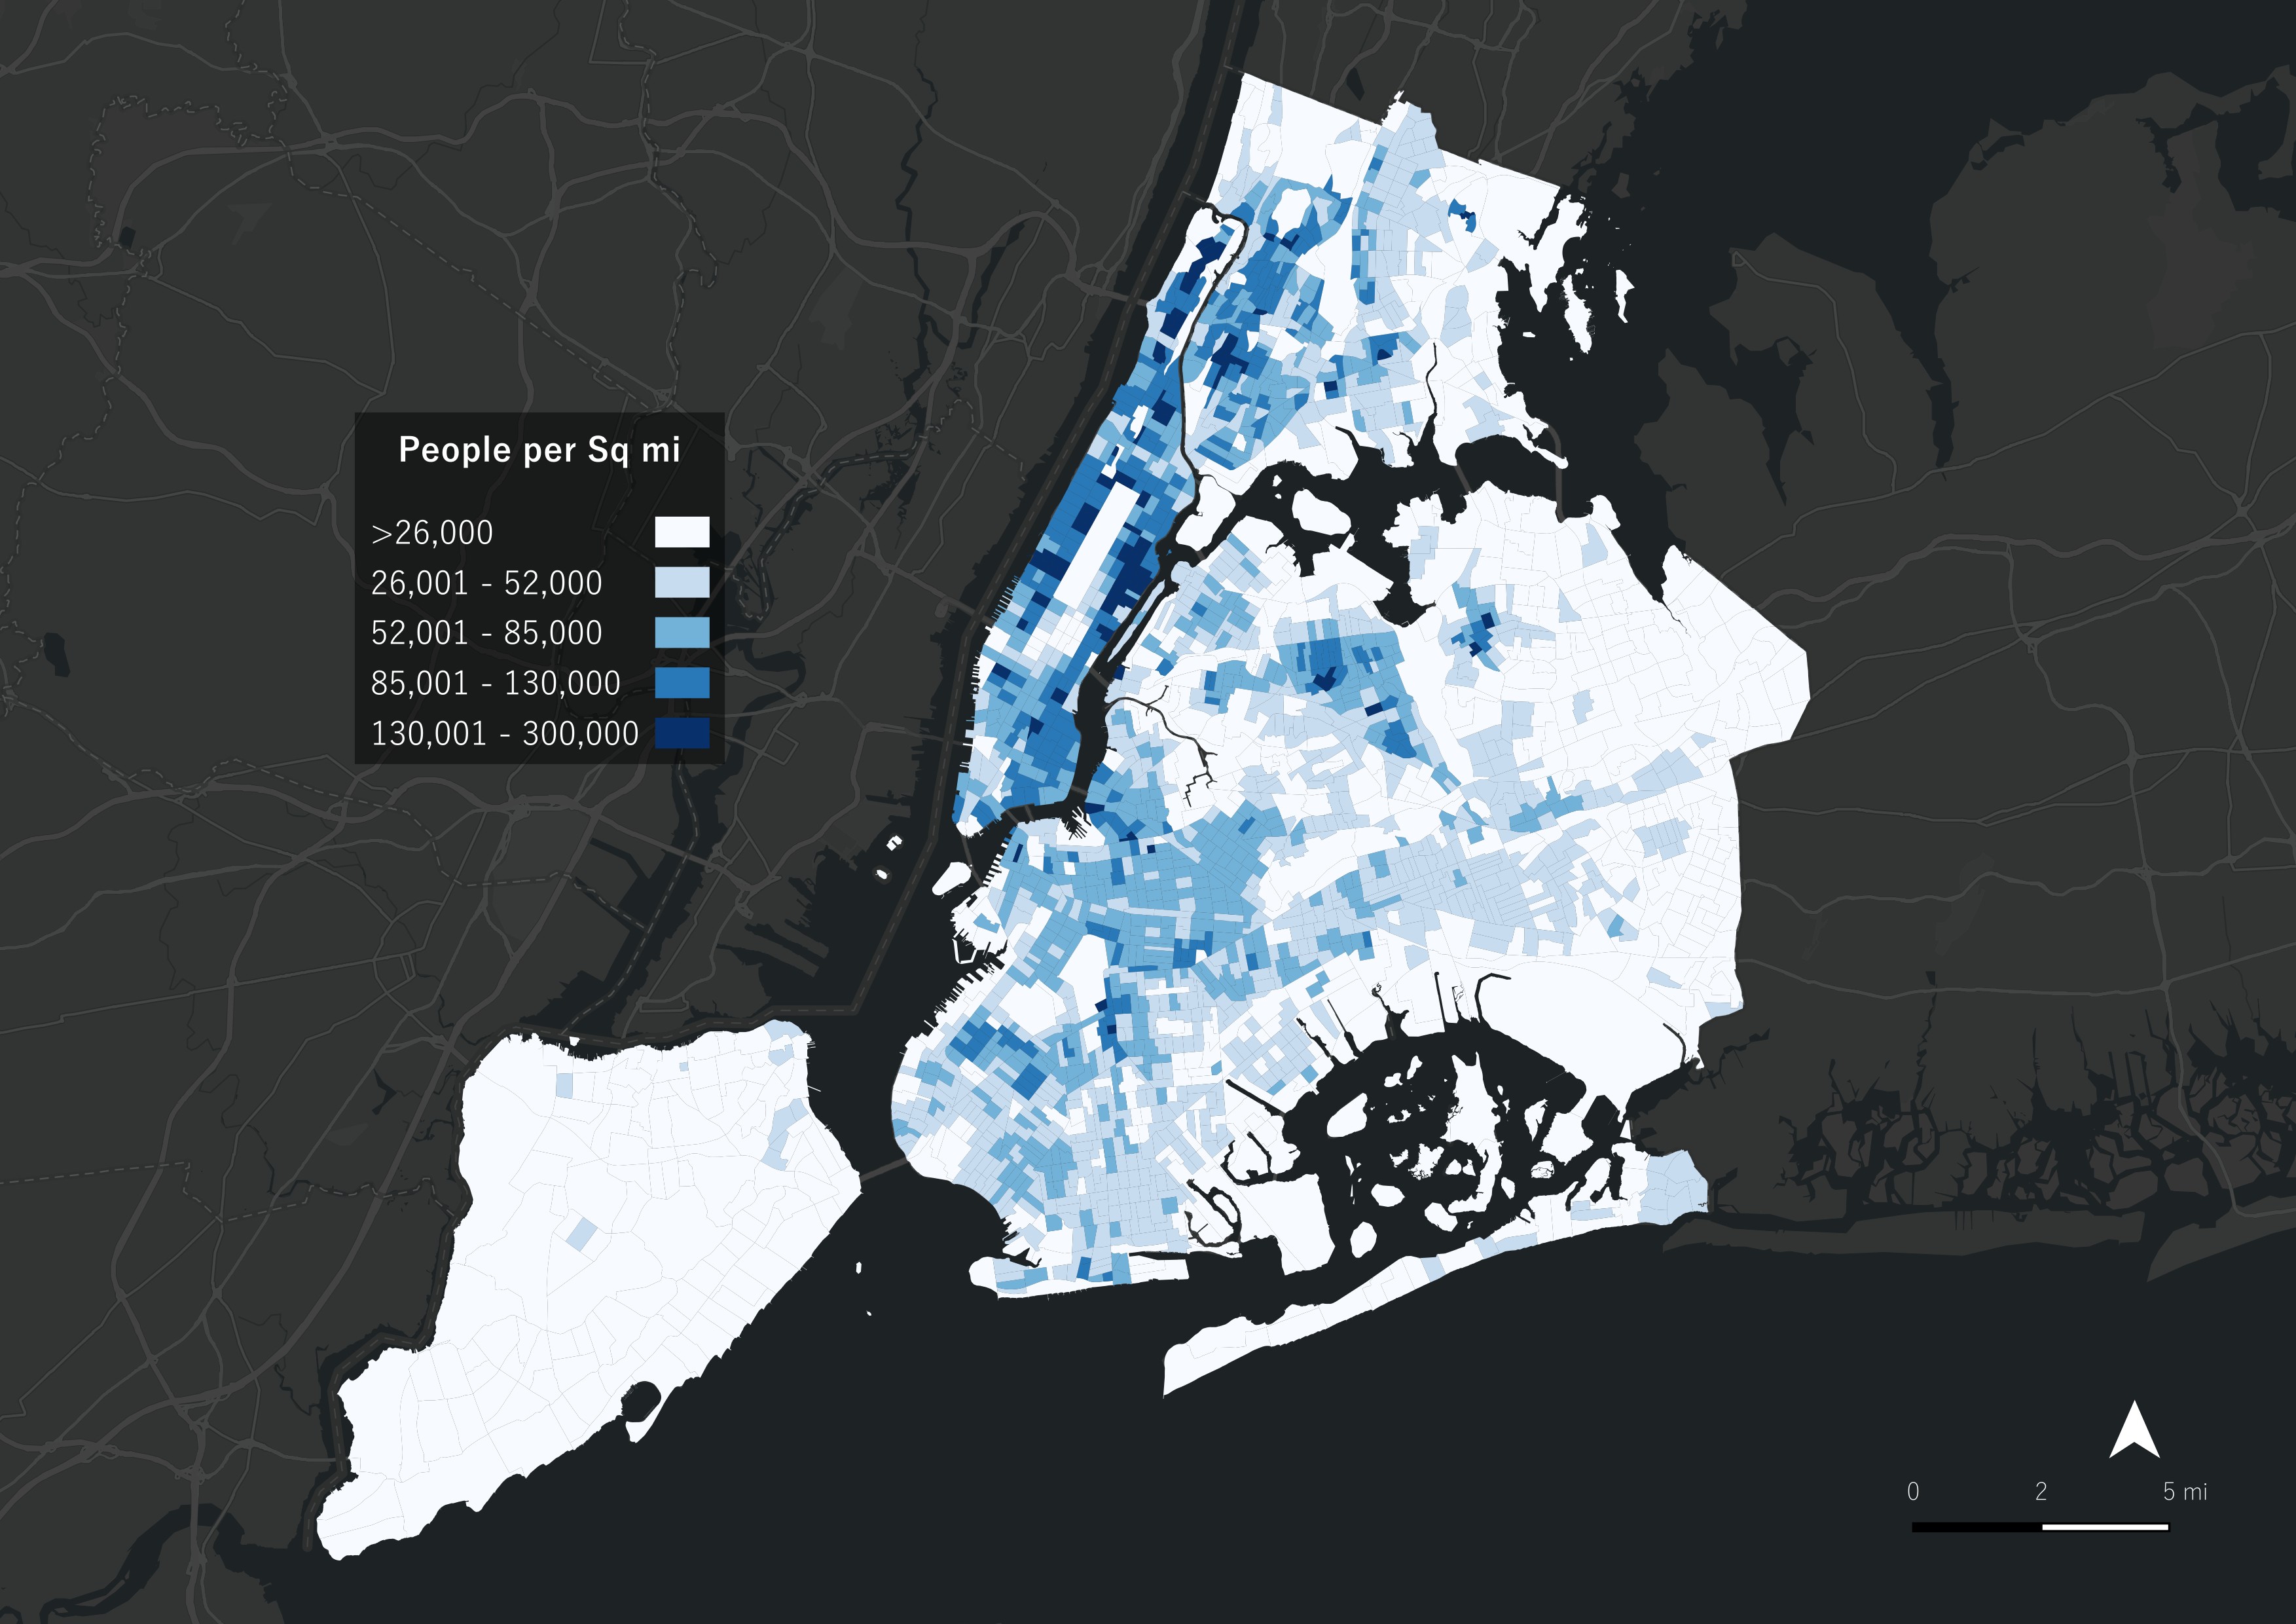 People per Sq mi
>26,000
26,001 - 52,000
52,001 - 85,000
85,001 - 130,000
130,001 - 300,000
0 2 5 mi